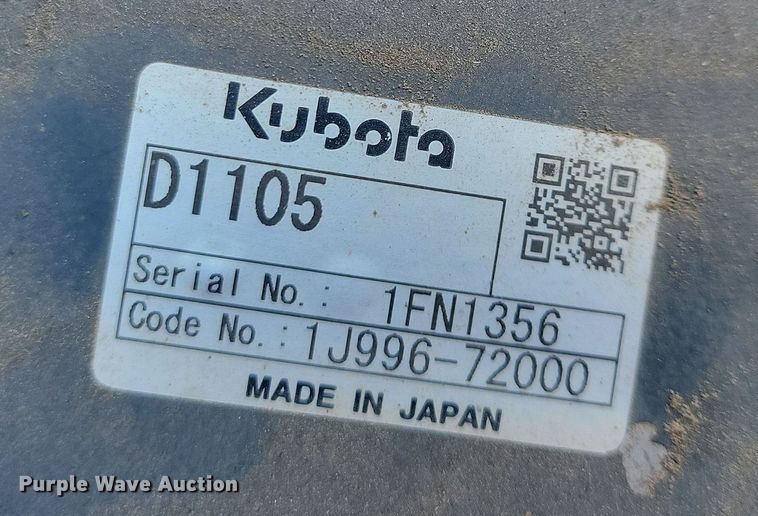 Kubota
D1105
Serial No.: 1FN1356
Code No.: 1J996-72000
MADE IN JAPAN
Purple Wave Auction